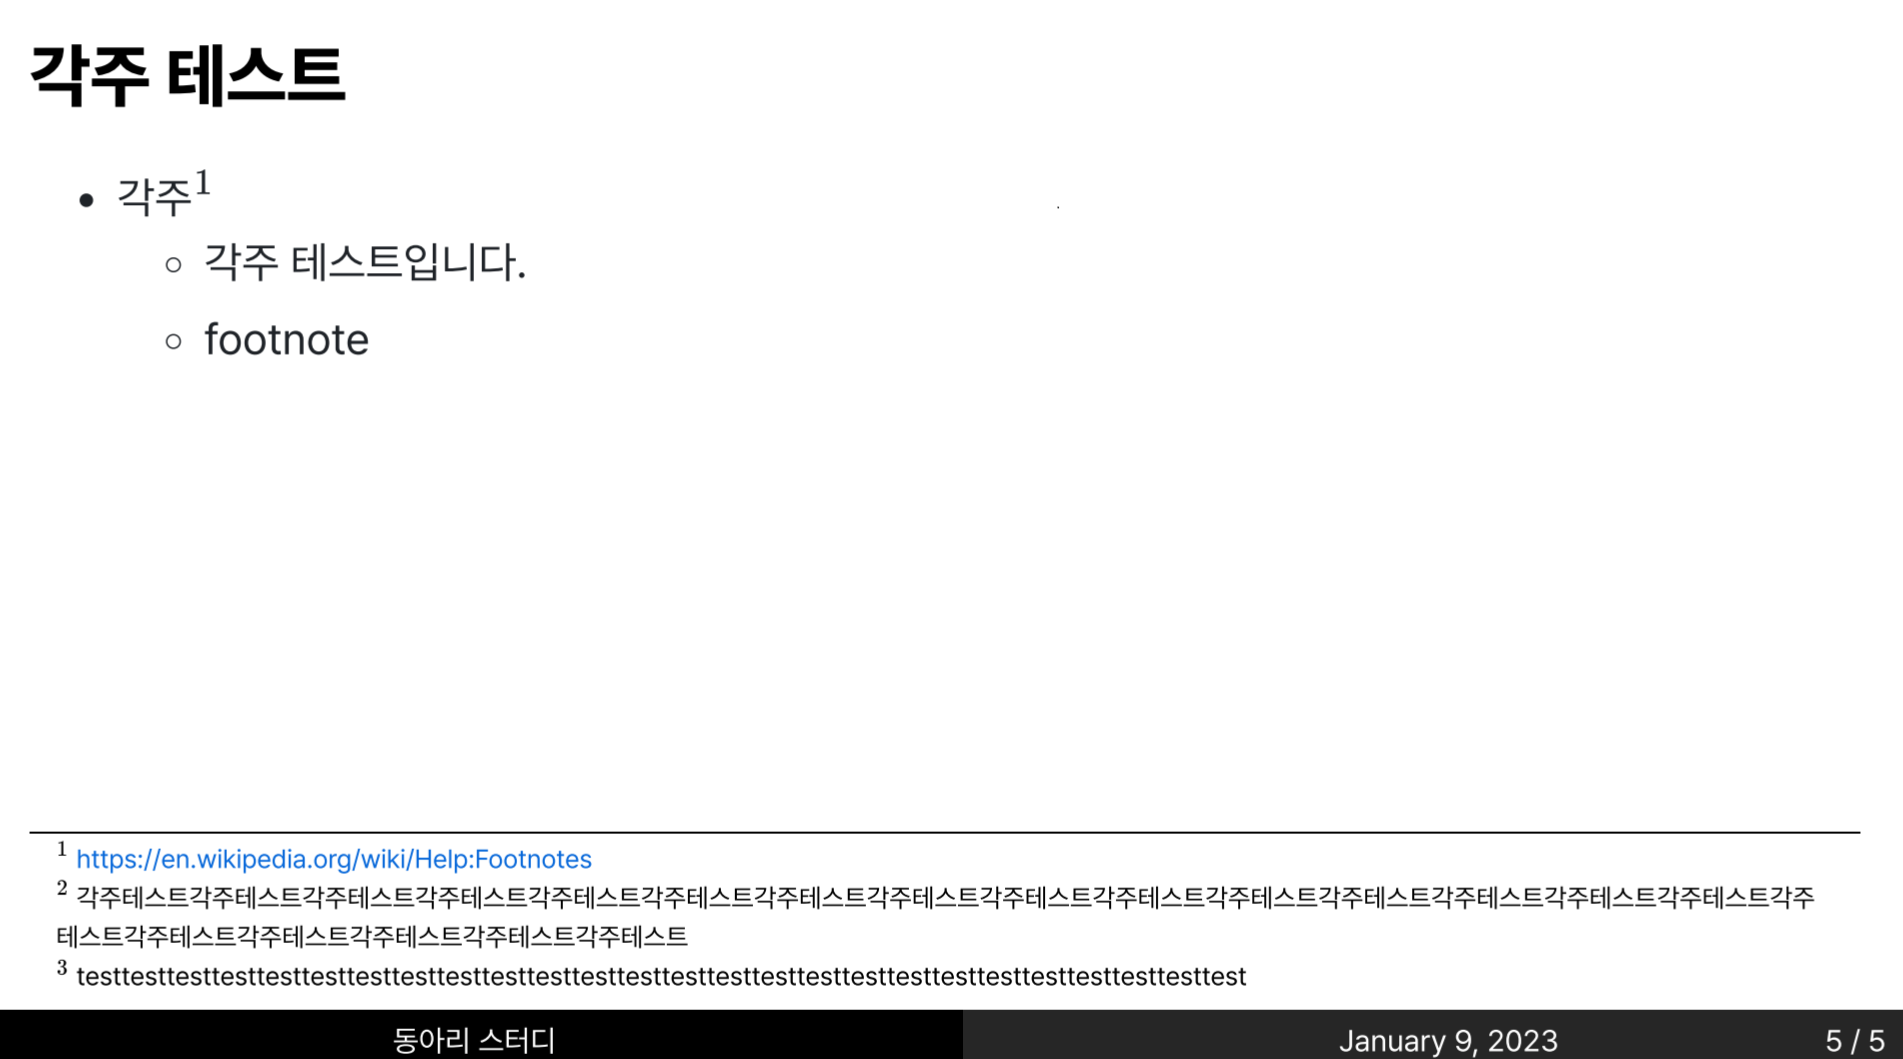 각주 테스트
• 각주¹
○ 각주 테스트입니다.
○ footnote
¹ https://en.wikipedia.org/wiki/Help:Footnotes
² 각주테스트각주테스트각주테스트각주테스트각주테스트각주테스트각주테스트각주테스트각주테스트각주테스트각주테스트각주테스트각주테스트각주테스트각주테스트각주
테스트각주테스트각주테스트각주테스트각주테스트각주테스트
³ testtesttesttesttesttesttesttesttesttesttesttesttesttesttesttesttesttesttesttesttesttesttesttesttesttest
동아리 스터디
January 9, 2023
5 / 5